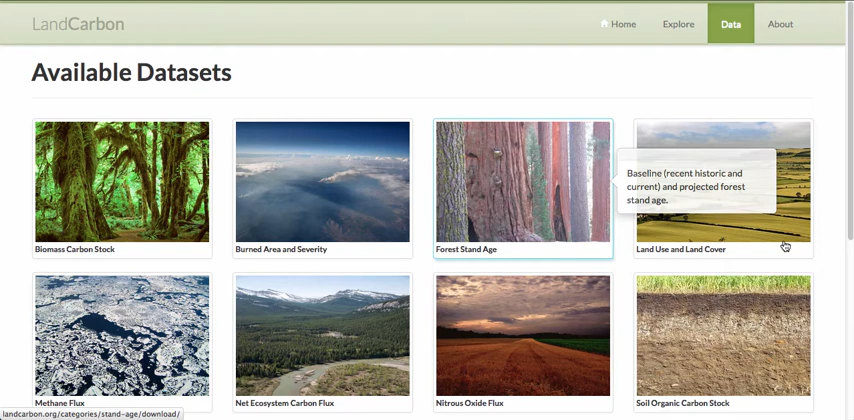 LandCarbon
Home Explore Data About
Available Datasets
Baseline (recent historic and
current) and projected forest
stand age.
Biomass Carbon Stock
Burned Area and Severity
Forest Stand Age
Land Use and Land Cover
Methane Flux
Net Ecosystem Carbon Flux
Nitrous Oxide Flux
Soil Organic Carbon Stock
landcarbon.org/categories/stand-age/download/